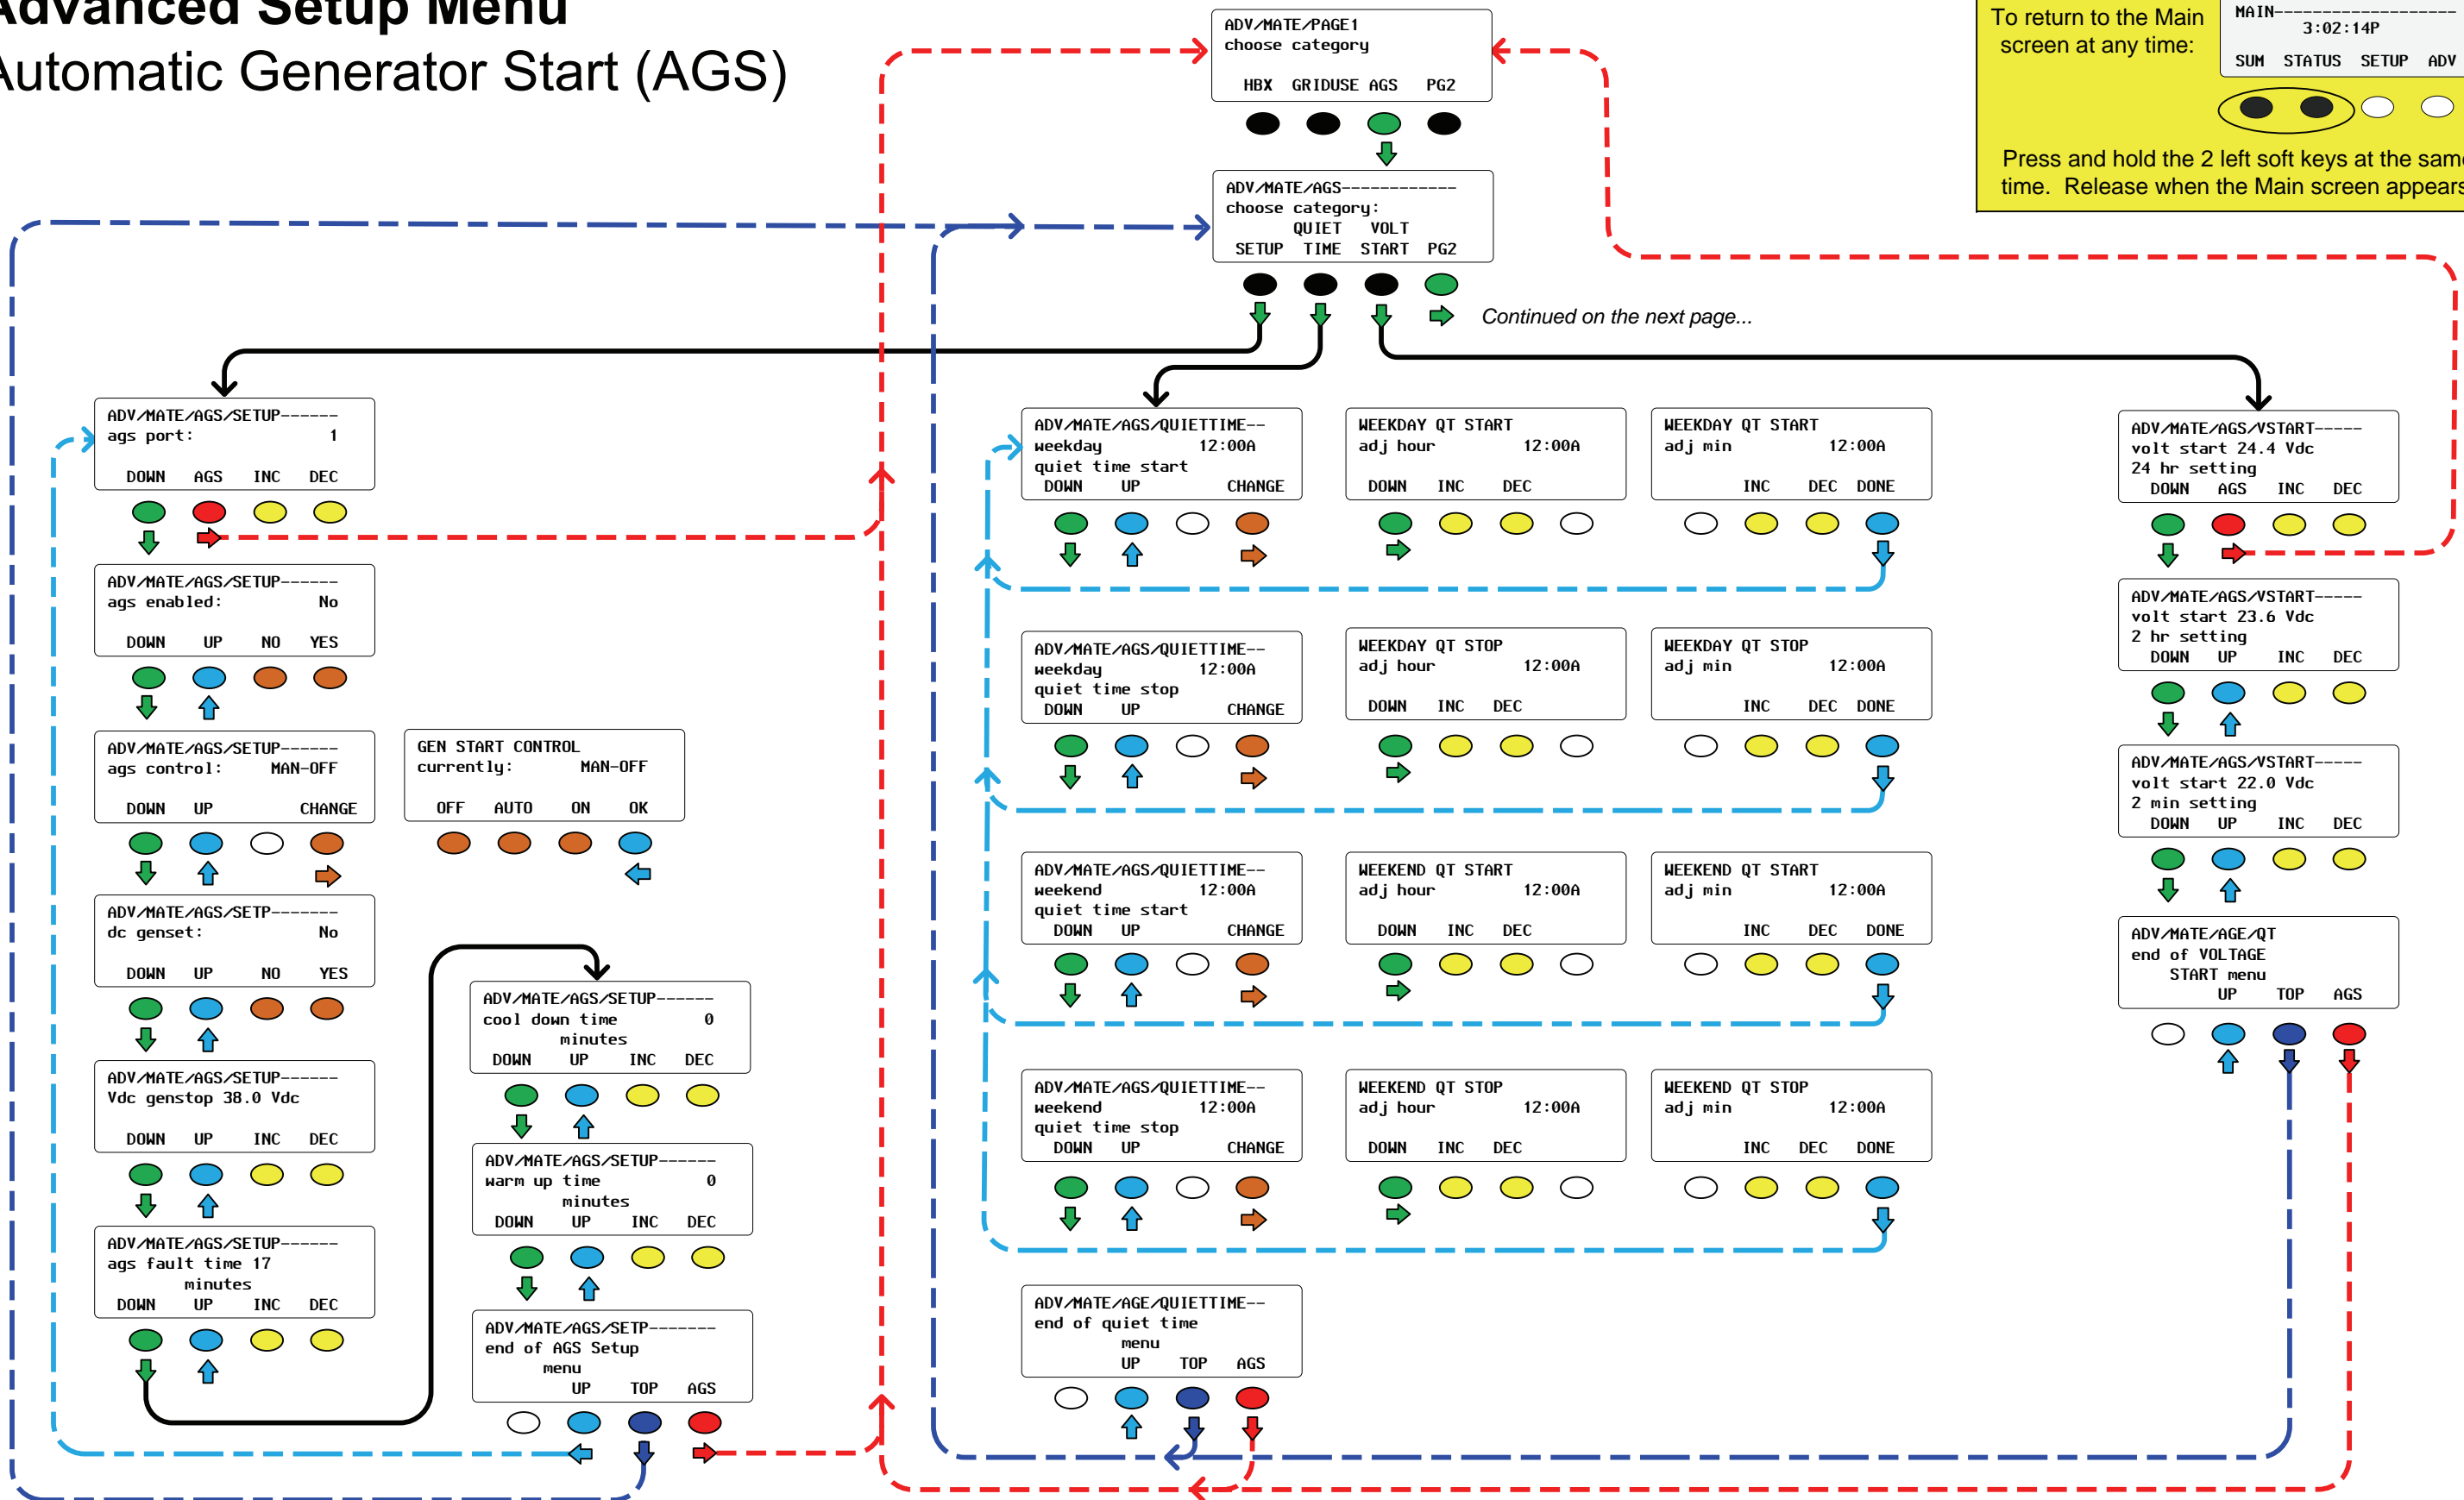 Advanced Setup Menu
Automatic Generator Start (AGS)
ADV/MATE/PAGE1
choose category
HBX GRIDUSE AGS PG2
To return to the Main
screen at any time:
MAIN-------------------
3:02:14P
SUM STATUS SETUP ADV
Press and hold the 2 left soft keys at the same
time. Release when the Main screen appears
ADV/MATE/AGS------------
choose category:
QUIET VOLT
SETUP TIME START PG2
Continued on the next page...
ADV/MATE/AGS/SETUP------
ags port: 1
DOWN AGS INC DEC
ADV/MATE/AGS/SETUP------
ags enabled: No
DOWN UP NO YES
ADV/MATE/AGS/SETUP------
ags control: MAN-OFF
DOWN UP CHANGE
GEN START CONTROL
currently: MAN-OFF
OFF AUTO ON OK
ADV/MATE/AGS/SETP-------
dc genset: No
DOWN UP NO YES
ADV/MATE/AGS/SETUP------
Vdc genstop 38.0 Vdc
DOWN UP INC DEC
ADV/MATE/AGS/SETUP------
ags fault time 17
minutes
DOWN UP INC DEC
ADV/MATE/AGS/SETUP------
cool down time 0
minutes
DOWN UP INC DEC
ADV/MATE/AGS/SETUP------
warm up time 0
minutes
DOWN UP INC DEC
ADV/MATE/AGS/SETP-------
end of AGS Setup
menu
UP TOP AGS
ADV/MATE/AGS/QUIETTIME--
weekday 12:00A
quiet time start
DOWN UP CHANGE
WEEKDAY QT START
adj hour 12:00A
DOWN INC DEC
WEEKDAY QT START
adj min 12:00A
INC DEC DONE
ADV/MATE/AGS/QUIETTIME--
weekday 12:00A
quiet time stop
DOWN UP CHANGE
WEEKDAY QT STOP
adj hour 12:00A
DOWN INC DEC
WEEKDAY QT STOP
adj min 12:00A
INC DEC DONE
ADV/MATE/AGS/QUIETTIME--
weekend 12:00A
quiet time start
DOWN UP CHANGE
WEEKEND QT START
adj hour 12:00A
DOWN INC DEC
WEEKEND QT START
adj min 12:00A
INC DEC DONE
ADV/MATE/AGS/QUIETTIME--
weekend 12:00A
quiet time stop
DOWN UP CHANGE
WEEKEND QT STOP
adj hour 12:00A
DOWN INC DEC
WEEKEND QT STOP
adj min 12:00A
INC DEC DONE
ADV/MATE/AGE/QUIETTIME--
end of quiet time
menu
UP TOP AGS
ADV/MATE/AGS/VSTART-----
volt start 24.4 Vdc
24 hr setting
DOWN AGS INC DEC
ADV/MATE/AGS/VSTART-----
volt start 23.6 Vdc
2 hr setting
DOWN UP INC DEC
ADV/MATE/AGS/VSTART-----
volt start 22.0 Vdc
2 min setting
DOWN UP INC DEC
ADV/MATE/AGE/QT
end of VOLTAGE
START menu
UP TOP AGS